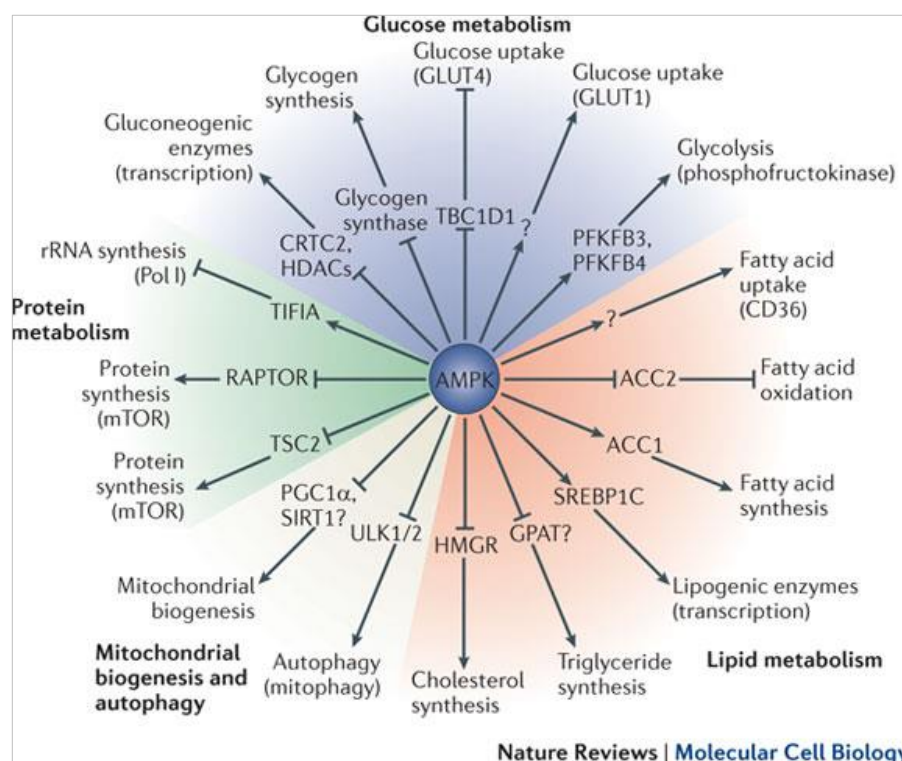 Glucose metabolism
Glucose uptake
(GLUT4)
Glucose uptake
(GLUT1)
Glycogen
synthesis
Gluconeogenic
enzymes
(transcription)
Glycolysis
(phosphofructokinase)
Glycogen
synthase
TBC1D1
?
CRTC2,
HDACs
PFKFB3,
PFKFB4
rRNA synthesis
(Pol I)
Fatty acid
uptake
(CD36)
Protein
metabolism
TIFIA
?
Protein
synthesis
(mTOR)
RAPTOR
AMPK
ACC2
Fatty acid
oxidation
TSC2
ACC1
Protein
synthesis
(mTOR)
PGC1α,
SIRT1?
ULK1/2
HMGR
GPAT?
SREBP1C
Fatty acid
synthesis
Mitochondrial
biogenesis
Lipogenic enzymes
(transcription)
Mitochondrial
biogenesis and
autophagy
Autophagy
(mitophagy)
Cholesterol
synthesis
Triglyceride
synthesis
Lipid metabolism
Nature Reviews | Molecular Cell Biology